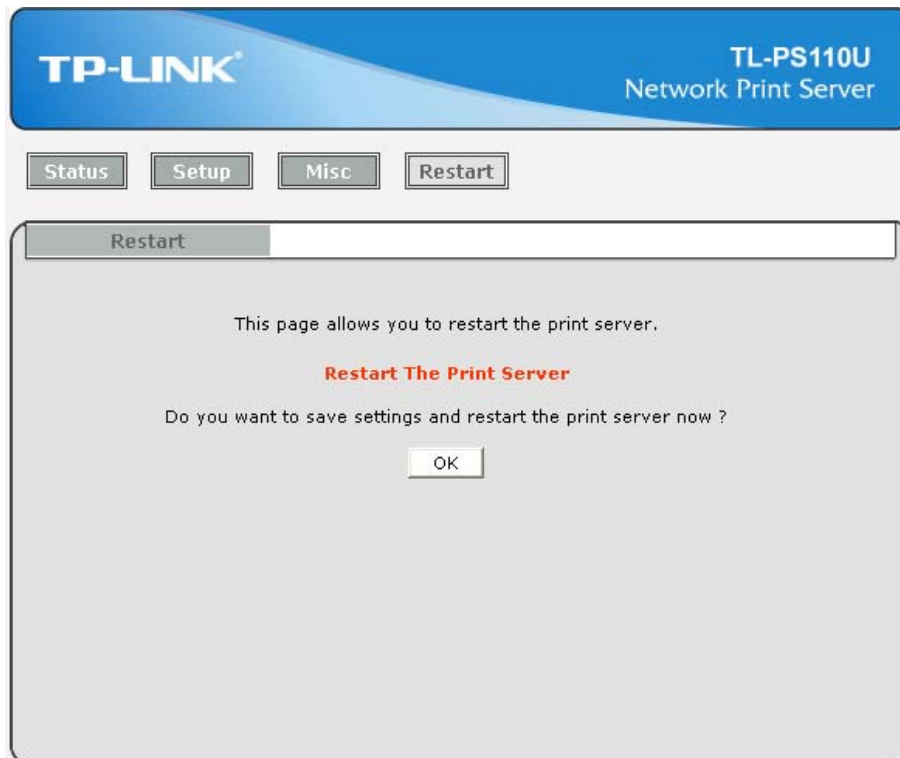 TP-LINK®
TL-PS110U
Network Print Server
Status Setup Misc Restart
Restart
This page allows you to restart the print server.
Restart The Print Server
Do you want to save settings and restart the print server now ?
OK